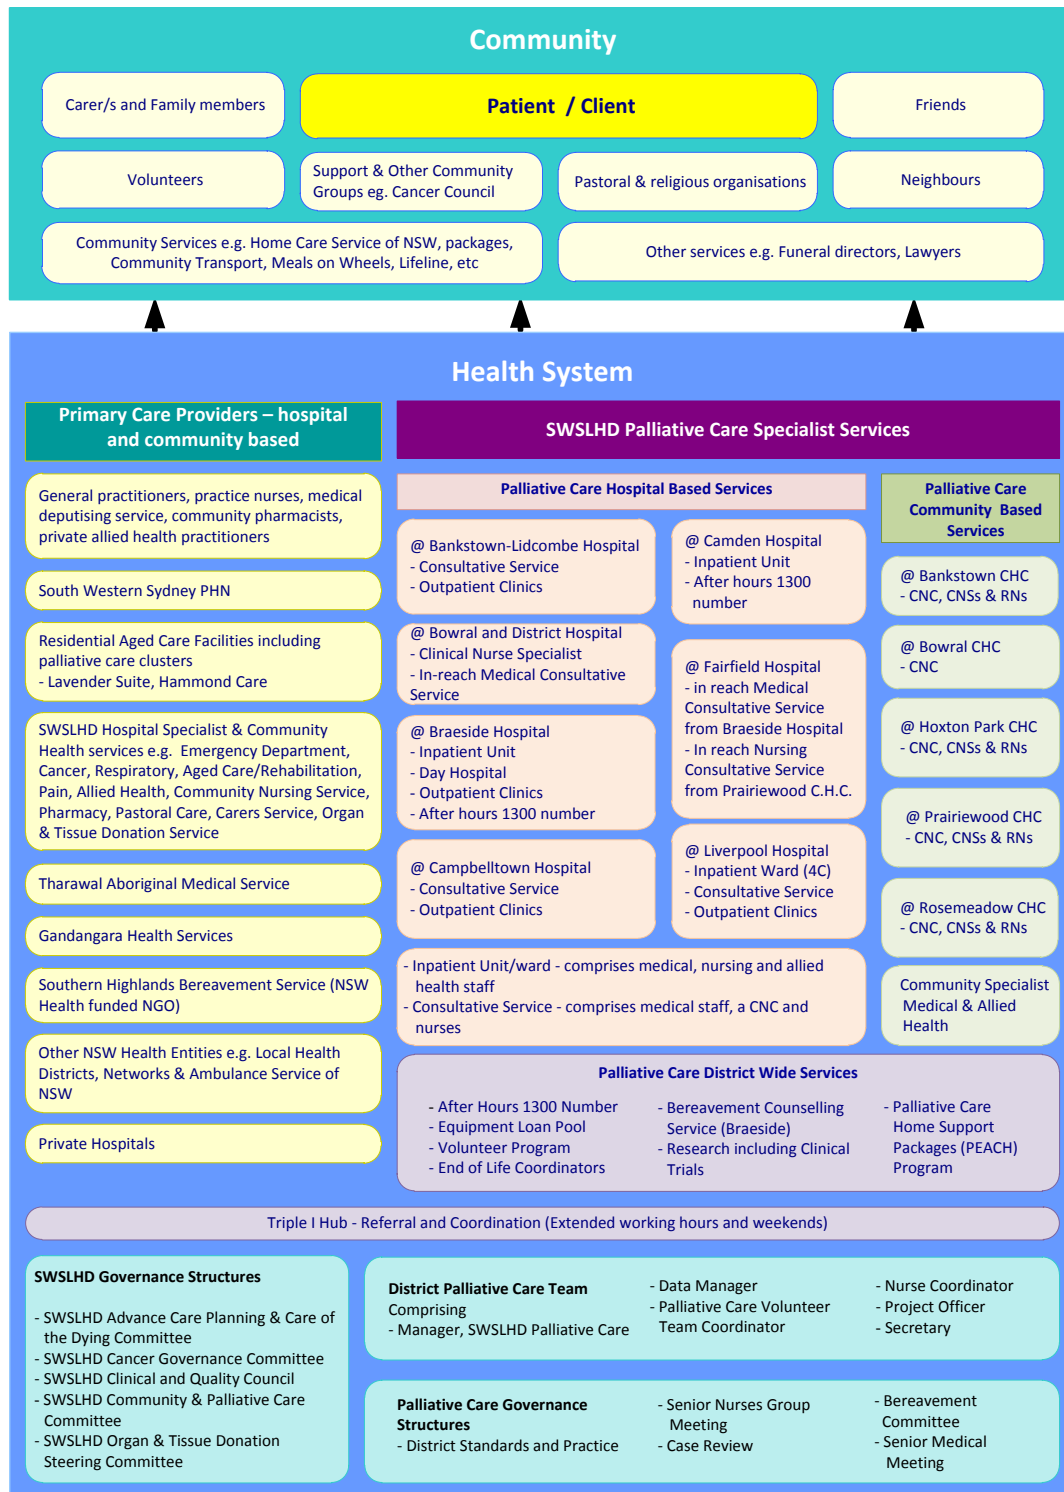 Community
Carer/s and Family members
Patient / Client
Friends
Volunteers
Support & Other Community
Groups eg. Cancer Council
Pastoral & religious organisations
Neighbours
Community Services e.g. Home Care Service of NSW, packages,
Community Transport, Meals on Wheels, Lifeline, etc
Other services e.g. Funeral directors, Lawyers
Health System
Primary Care Providers – hospital
and community based
General practitioners, practice nurses, medical
deputising service, community pharmacists,
private allied health practitioners
South Western Sydney PHN
Residential Aged Care Facilities including
palliative care clusters
- Lavender Suite, Hammond Care
SWSLHD Hospital Specialist & Community
Health services e.g. Emergency Department,
Cancer, Respiratory, Aged Care/Rehabilitation,
Pain, Allied Health, Community Nursing Service,
Pharmacy, Pastoral Care, Carers Service, Organ
& Tissue Donation Service
Tharawal Aboriginal Medical Service
Gandangara Health Services
Southern Highlands Bereavement Service (NSW
Health funded NGO)
Other NSW Health Entities e.g. Local Health
Districts, Networks & Ambulance Service of
NSW
Private Hospitals
SWSLHD Palliative Care Specialist Services
Palliative Care Hospital Based Services
@ Bankstown-Lidcombe Hospital
- Consultative Service
- Outpatient Clinics
@ Bowral and District Hospital
- Clinical Nurse Specialist
- In-reach Medical Consultative
Service
@ Braeside Hospital
- Inpatient Unit
- Day Hospital
- Outpatient Clinics
- After hours 1300 number
@ Campbelltown Hospital
- Consultative Service
- Outpatient Clinics
@ Camden Hospital
- Inpatient Unit
- After hours 1300
number
@ Fairfield Hospital
- in reach Medical
Consultative Service
from Braeside Hospital
- In reach Nursing
Consultative Service
from Prairiewood C.H.C.
@ Liverpool Hospital
- Inpatient Ward (4C)
- Consultative Service
- Outpatient Clinics
- Inpatient Unit/ward - comprises medical, nursing and allied
health staff
- Consultative Service - comprises medical staff, a CNC and
nurses
Palliative Care
Community Based
Services
@ Bankstown CHC
- CNC, CNSs & RNs
@ Bowral CHC
- CNC
@ Hoxton Park CHC
- CNC, CNSs & RNs
@ Prairiewood CHC
- CNC, CNSs & RNs
@ Rosemeadow CHC
- CNC, CNSs & RNs
Community Specialist
Medical & Allied
Health
Palliative Care District Wide Services
- After Hours 1300 Number
- Equipment Loan Pool
- Volunteer Program
- End of Life Coordinators
- Bereavement Counselling
Service (Braeside)
- Research including Clinical
Trials
- Palliative Care
Home Support
Packages (PEACH)
Program
Triple I Hub - Referral and Coordination (Extended working hours and weekends)
SWSLHD Governance Structures
- SWSLHD Advance Care Planning & Care of
the Dying Committee
- SWSLHD Cancer Governance Committee
- SWSLHD Clinical and Quality Council
- SWSLHD Community & Palliative Care
Committee
- SWSLHD Organ & Tissue Donation
Steering Committee
District Palliative Care Team
Comprising
- Manager, SWSLHD Palliative Care
- Data Manager
- Palliative Care Volunteer
Team Coordinator
- Nurse Coordinator
- Project Officer
- Secretary
Palliative Care Governance
Structures
- District Standards and Practice
- Senior Nurses Group
Meeting
- Case Review
- Bereavement
Committee
- Senior Medical
Meeting